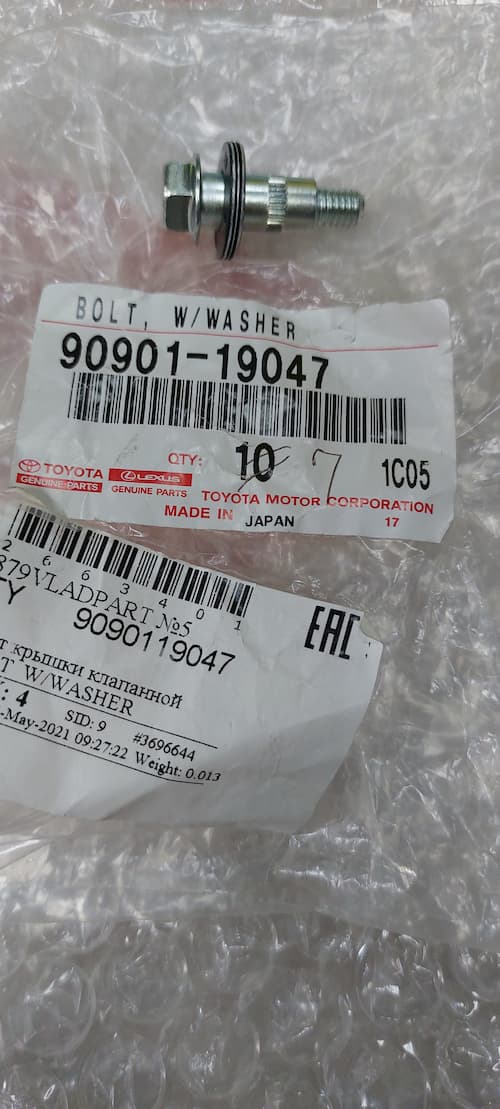 BOLT, W/WASHER
90901-19047
QTY: 10 7 1C05
TOYOTA GENUINE PARTS LEXUS GENUINE PARTS
TOYOTA MOTOR CORPORATION
MADE IN JAPAN 17
2 6 6 3 4 0 1
879VLADPART №5
9090119047
EAC
крышки клапанной
W/WASHER
4
SID: 9 #3696644
-May-2021 09:27:22 Weight: 0.013